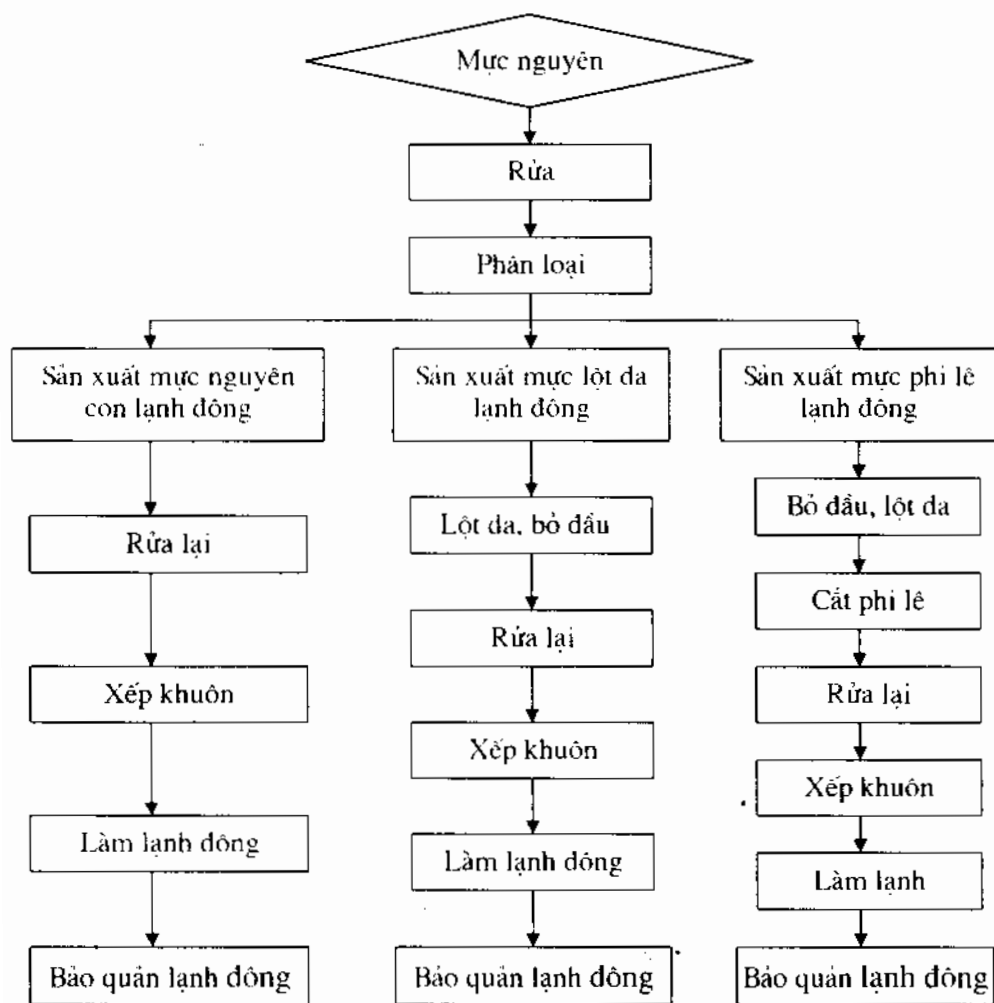 Mực nguyên
Rửa
Phân loại
Sản xuất mực nguyên
con lạnh đông
Rửa lại
Xếp khuôn
Làm lạnh đông
Bảo quản lạnh đông
Sản xuất mực lột da
lạnh đông
Lột da, bỏ đầu
Rửa lại
Xếp khuôn
Làm lạnh đông
Bảo quản lạnh đông
Sản xuất mực phi lê
lạnh đông
Bỏ đầu, lột da
Cắt phi lê
Rửa lại
Xếp khuôn
Làm lạnh
Bảo quản lạnh đông